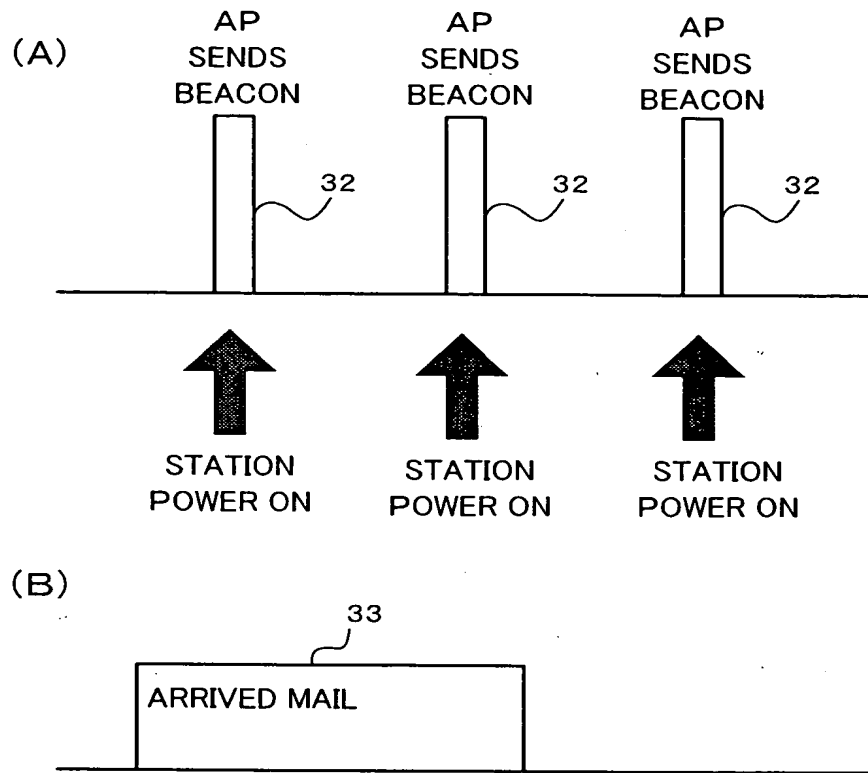 (A)
AP
SENDS
BEACON
AP
SENDS
BEACON
AP
SENDS
BEACON
32
32
32
STATION
POWER ON
STATION
POWER ON
STATION
POWER ON
(B)
33
ARRIVED MAIL